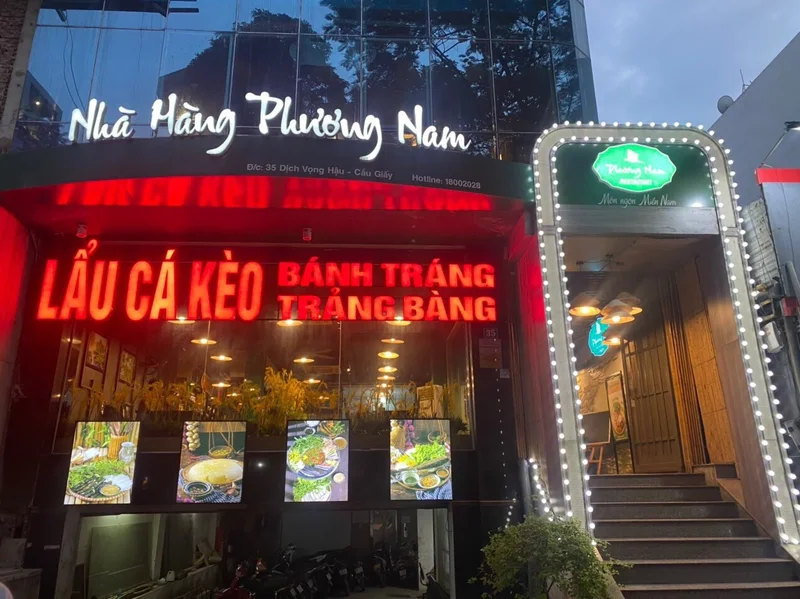 Nhà Hàng Phương Nam
Đ/c: 35 Dịch Vọng Hậu - Cầu Giấy
Hotline: 18002028
LẨU CÁ KÈO
BÁNH TRÁNG
TRẢNG BÀNG
35
Phương Nam
Món ngon Miền Nam